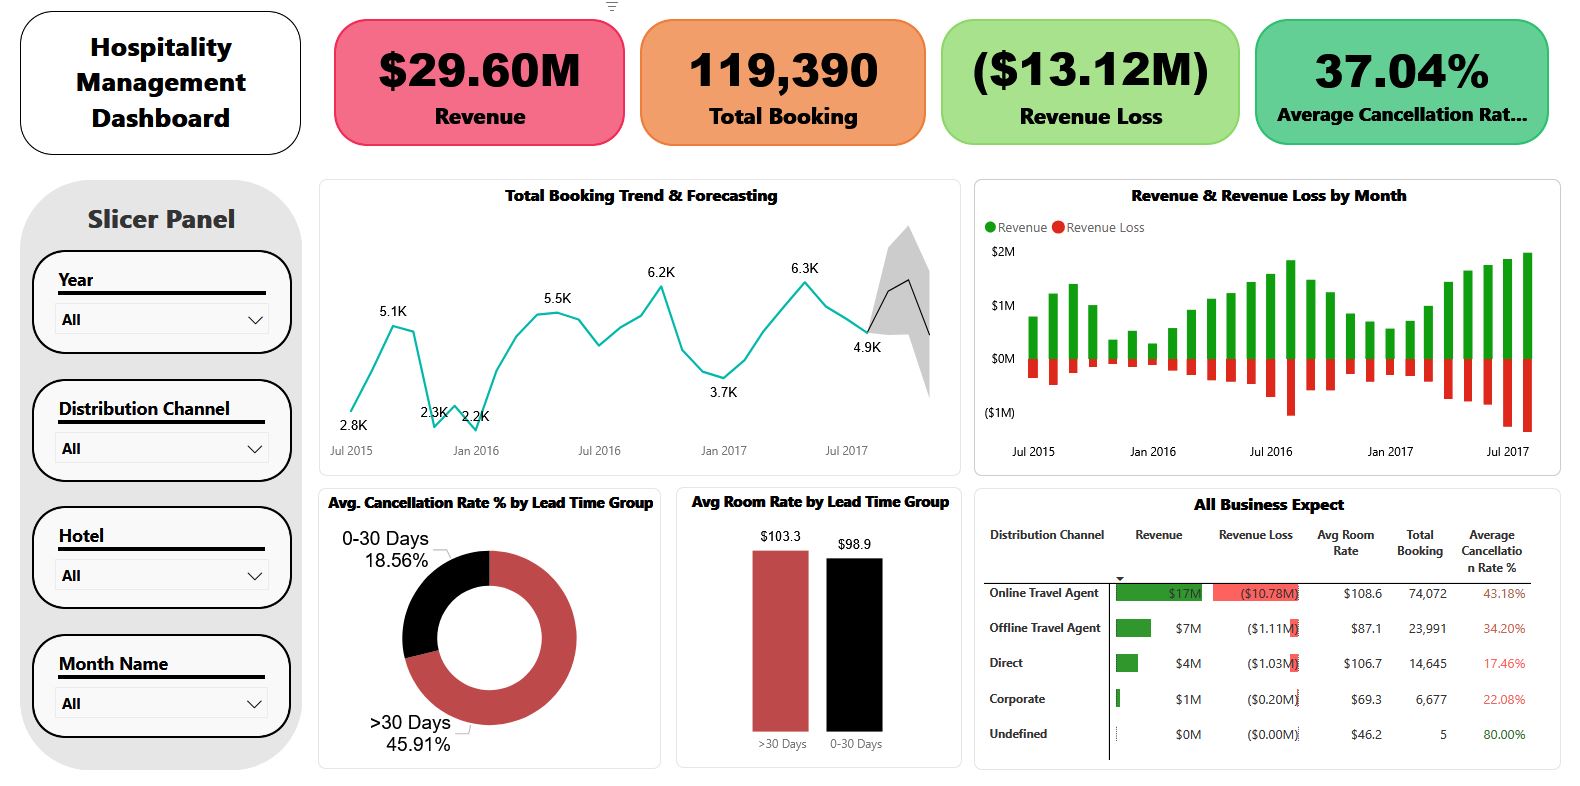 Hospitality
Management
Dashboard
$29.60M
Revenue
119,390
Total Booking
($13.12M)
Revenue Loss
37.04%
Average Cancellation Rat...
Slicer Panel
Year
All
Distribution Channel
All
Hotel
All
Month Name
All
Total Booking Trend & Forecasting
2.8K
5.1K
2.3K
2.2K
5.5K
6.2K
3.7K
6.3K
4.9K
Jul 2015
Jan 2016
Jul 2016
Jan 2017
Jul 2017
Revenue & Revenue Loss by Month
Revenue
Revenue Loss
$2M
$1M
$0M
($1M)
Jul 2015
Jan 2016
Jul 2016
Jan 2017
Jul 2017
Avg. Cancellation Rate % by Lead Time Group
0-30 Days
18.56%
>30 Days
45.91%
Avg Room Rate by Lead Time Group
$103.3
$98.9
>30 Days
0-30 Days
All Business Expect
Distribution Channel Revenue Revenue Loss Avg Room Total Average
Rate Booking Cancellatio
n Rate %
Online Travel Agent $17M ($10.78M) $108.6 74,072 43.18%
Offline Travel Agent $7M ($1.11M) $87.1 23,991 34.20%
Direct $4M ($1.03M) $106.7 14,645 17.46%
Corporate $1M ($0.20M) $69.3 6,677 22.08%
Undefined $0M ($0.00M) $46.2 5 80.00%